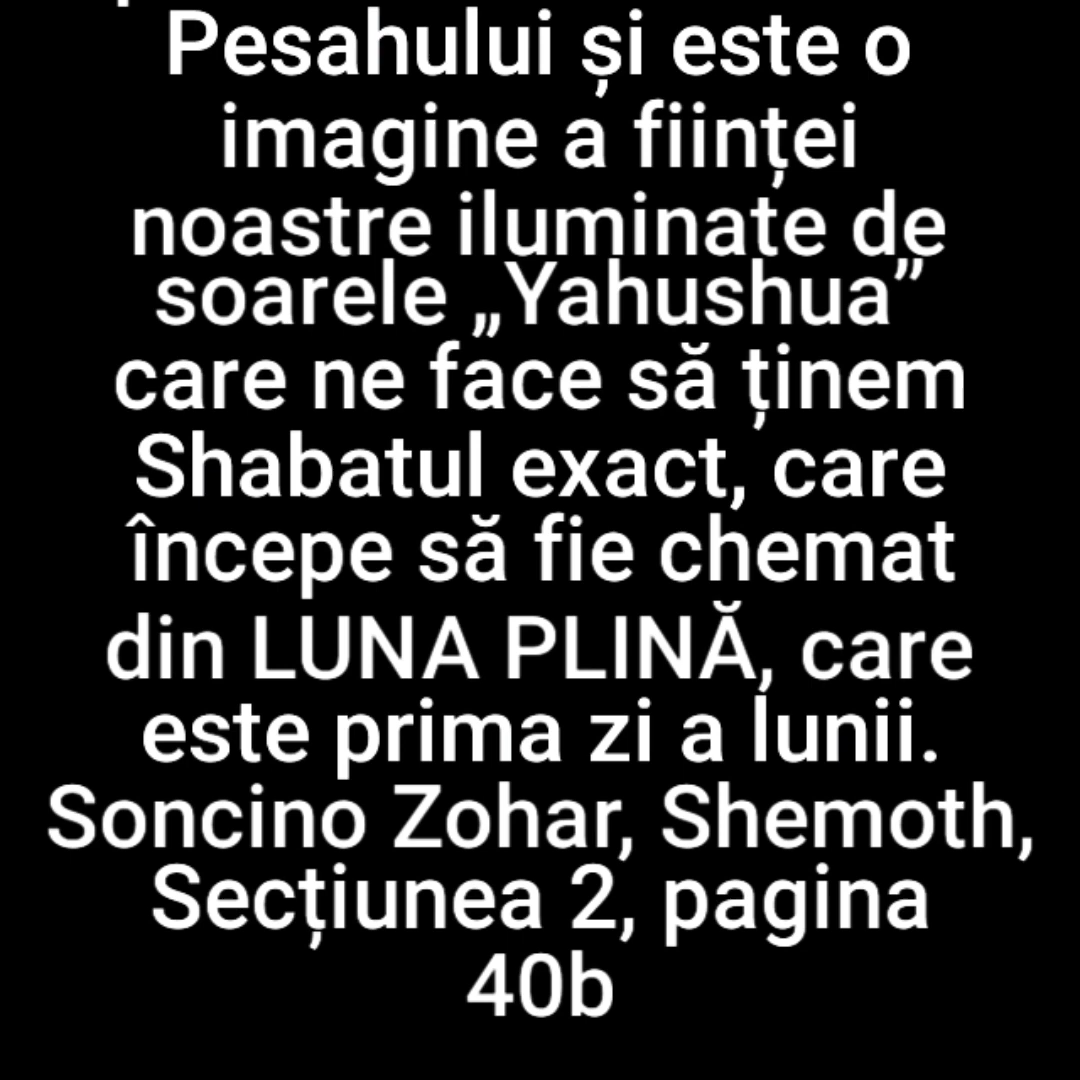 Pesahului și este o
imagine a ființei
noastre iluminate de
soarele „Yahushua”
care ne face să ținem
Shabatul exact, care
începe să fie chemat
din LUNA PLINĂ, care
este prima zi a lunii.
Soncino Zohar, Shemoth,
Secțiunea 2, pagina
40b